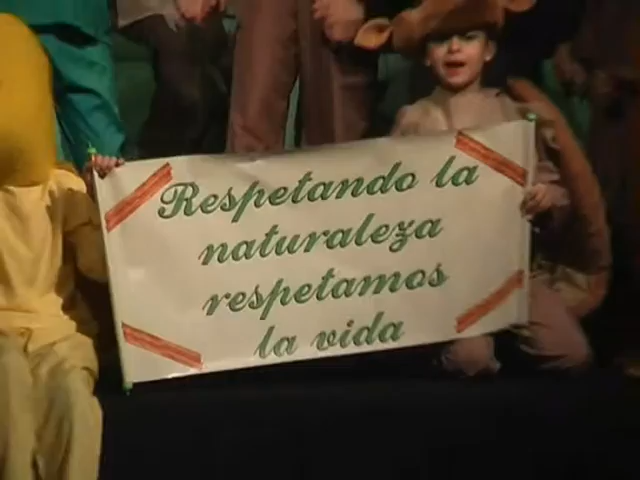 Respetando la
naturaleza
respetamos
la vida